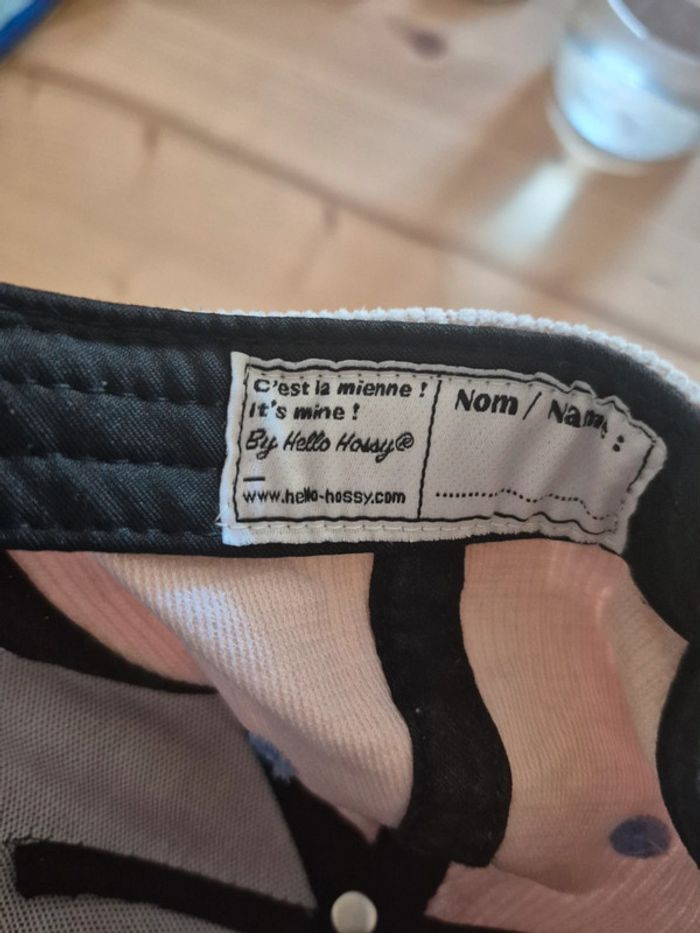 C'est la mienne !
It's mine !
By Hello Hossy®
www.hello-hossy.com
Nom / Name :